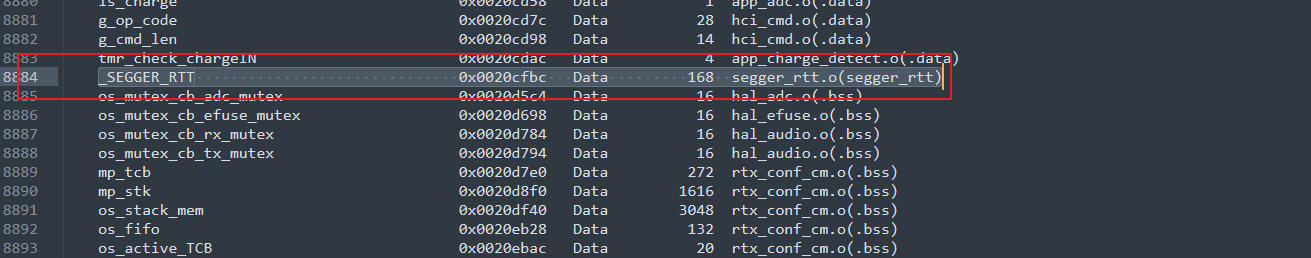 8880 is_charge 0x0020cd58 Data 1 app_adc.o(.data)
8881 g_op_code 0x0020cd7c Data 28 hci_cmd.o(.data)
8882 g_cmd_len 0x0020cd98 Data 14 hci_cmd.o(.data)
8883 tmr_check_chargeIN 0x0020cdac Data 4 app_charge_detect.o(.data)
8884 _SEGGER_RTT 0x0020cfbc Data 168 segger_rtt.o(segger_rtt)
8885 os_mutex_cb_adc_mutex 0x0020d5c4 Data 16 hal_adc.o(.bss)
8886 os_mutex_cb_efuse_mutex 0x0020d698 Data 16 hal_efuse.o(.bss)
8887 os_mutex_cb_rx_mutex 0x0020d784 Data 16 hal_audio.o(.bss)
8888 os_mutex_cb_tx_mutex 0x0020d794 Data 16 hal_audio.o(.bss)
8889 mp_tcb 0x0020d7e0 Data 272 rtx_conf_cm.o(.bss)
8890 mp_stk 0x0020d8f0 Data 1616 rtx_conf_cm.o(.bss)
8891 os_stack_mem 0x0020df40 Data 3048 rtx_conf_cm.o(.bss)
8892 os_fifo 0x0020eb28 Data 132 rtx_conf_cm.o(.bss)
8893 os_active_TCB 0x0020ebac Data 20 rtx_conf_cm.o(.bss)